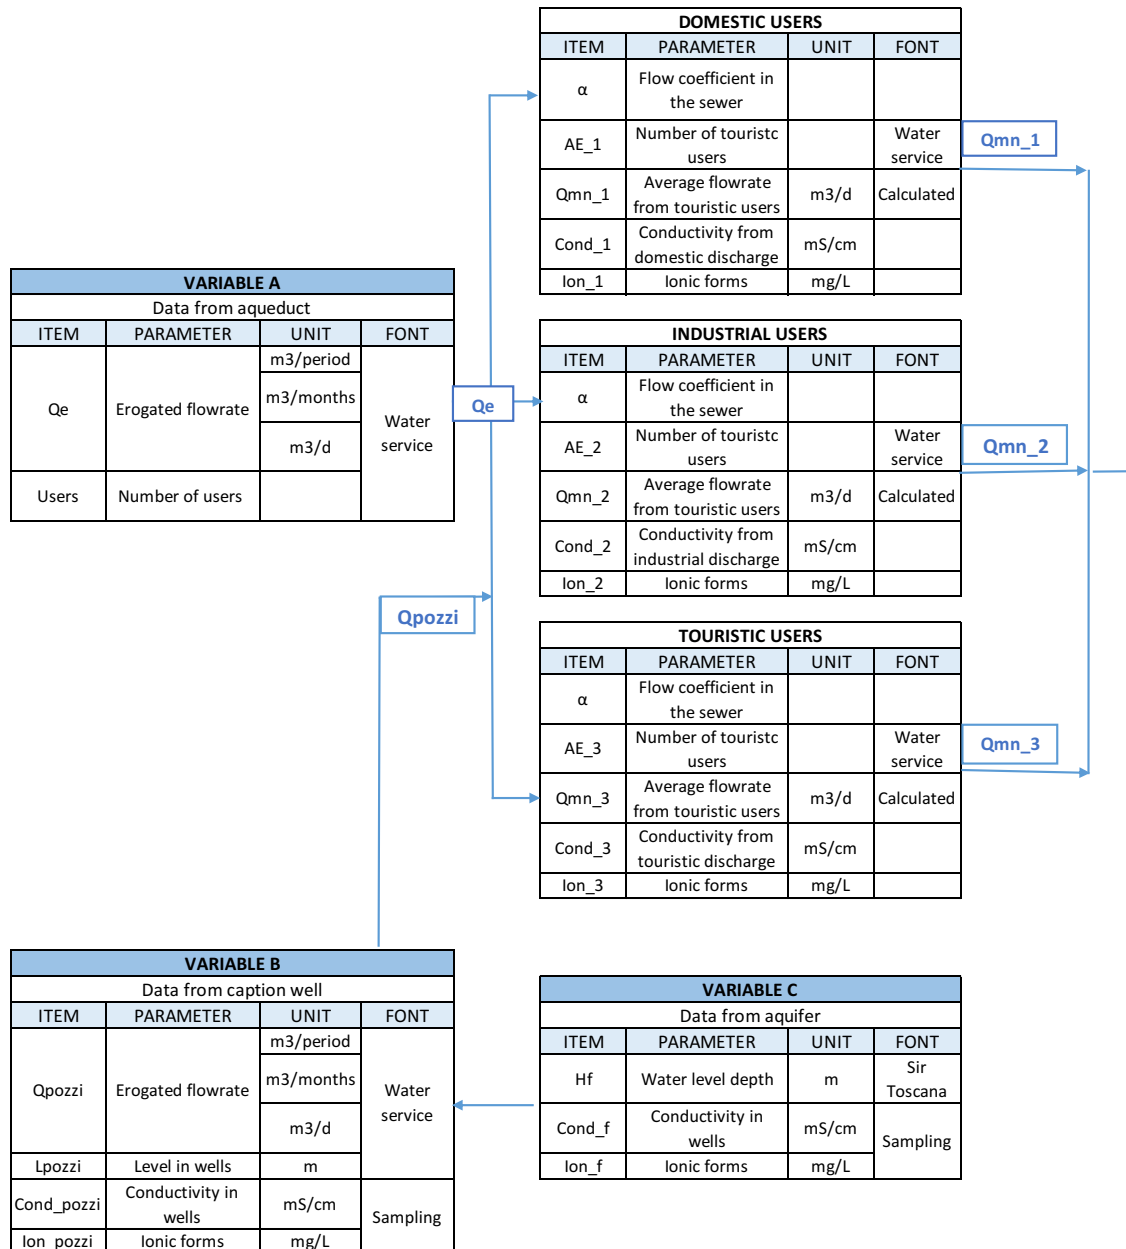 DOMESTIC USERS
ITEM PARAMETER UNIT FONT
α Flow coefficient in
the sewer
AE_1 Number of touristc
users Water
service
Qmn_1 Average flowrate
from touristic users m3/d Calculated
Cond_1 Conductivity from
domestic discharge mS/cm
Ion_1 Ionic forms mg/L
Qmn_1
VARIABLE A
Data from aqueduct
ITEM PARAMETER UNIT FONT
Qe Erogated flowrate m3/period
m3/months
m3/d
Water
service
Users Number of users
Qe
INDUSTRIAL USERS
ITEM PARAMETER UNIT FONT
α Flow coefficient in
the sewer
AE_2 Number of touristc
users Water
service
Qmn_2 Average flowrate
from touristic users m3/d Calculated
Cond_2 Conductivity from
industrial discharge mS/cm
Ion_2 Ionic forms mg/L
Qmn_2
Qpozzi
TOURISTIC USERS
ITEM PARAMETER UNIT FONT
α Flow coefficient in
the sewer
AE_3 Number of touristc
users Water
service
Qmn_3 Average flowrate
from touristic users m3/d Calculated
Cond_3 Conductivity from
touristic discharge mS/cm
Ion_3 Ionic forms mg/L
Qmn_3
VARIABLE B
Data from caption well
ITEM PARAMETER UNIT FONT
Qpozzi Erogated flowrate m3/period
m3/months
m3/d
Water
service
Lpozzi Level in wells m
Cond_pozzi Conductivity in
wells mS/cm Sampling
Ion_pozzi Ionic forms mg/L
VARIABLE C
Data from aquifer
ITEM PARAMETER UNIT FONT
Hf Water level depth m Sir
Toscana
Cond_f Conductivity in
wells mS/cm Sampling
Ion_f Ionic forms mg/L